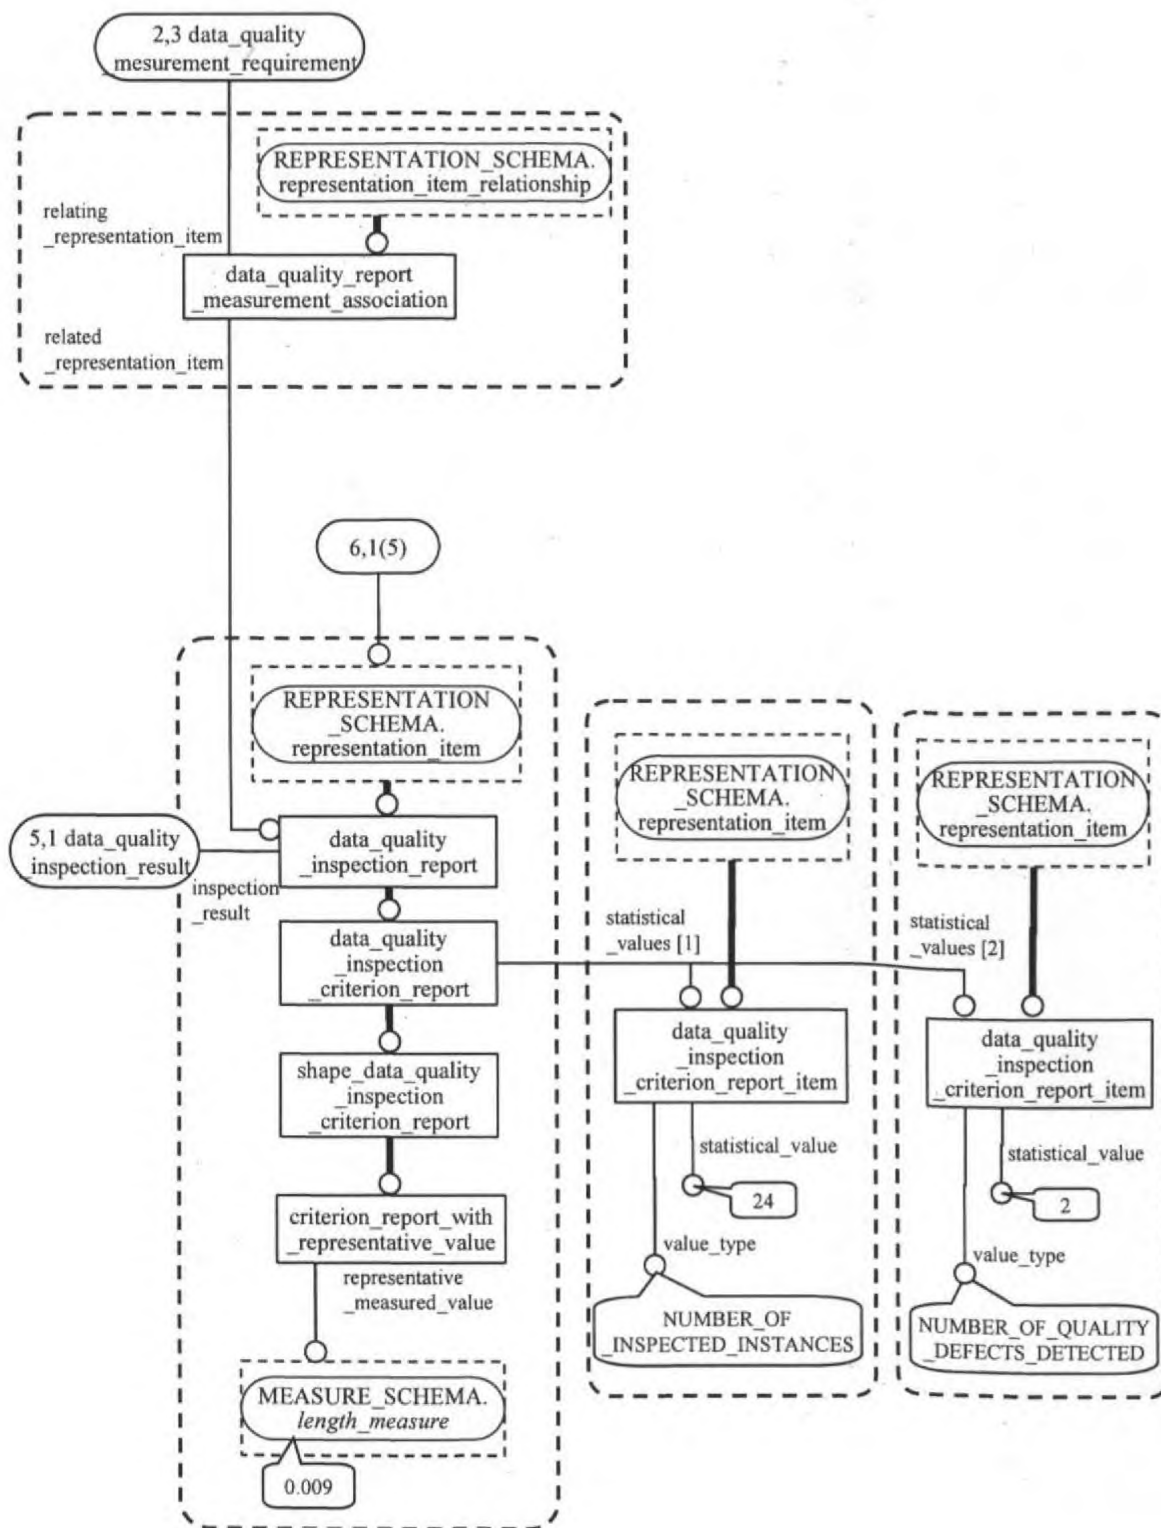 2,3 data_quality
_mesurement_requirement
REPRESENTATION_SCHEMA.
representation_item_relationship
relating
_representation_item
data_quality_report
_measurement_association
related
_representation_item
6,1(5)
REPRESENTATION
_SCHEMA.
representation_item
5,1 data_quality
_inspection_result
data_quality
_inspection_report
inspection
_result
data_quality
_inspection
_criterion_report
shape_data_quality
_inspection
_criterion_report
criterion_report_with
_representative_value
representative
_measured_value
MEASURE_SCHEMA.
length_measure
0.009
REPRESENTATION
_SCHEMA.
representation_item
statistical
_values [1]
data_quality
_inspection
_criterion_report_item
statistical_value
24
value_type
NUMBER_OF
_INSPECTED_INSTANCES
REPRESENTATION
_SCHEMA.
representation_item
statistical
_values [2]
data_quality
_inspection
_criterion_report_item
statistical_value
2
value_type
NUMBER_OF_QUALITY
_DEFECTS_DETECTED